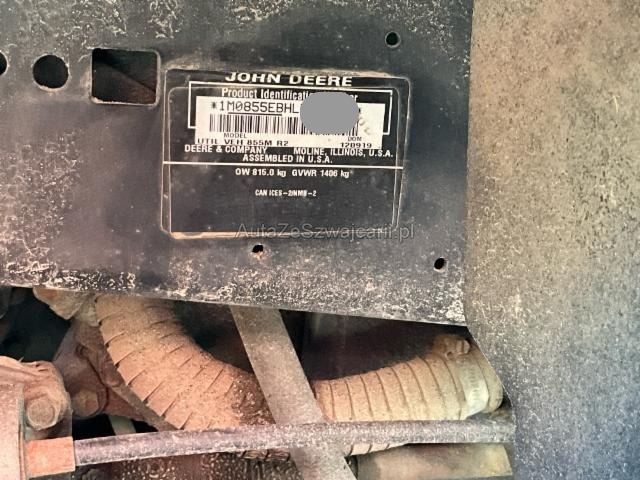 JOHN DEERE
Product Identification
*1M0855EBHL
MODEL DOM
UTIL VEH 855M R2 120919
DEERE & COMPANY MOLINE, ILLINOIS, U.S.A.
ASSEMBLED IN U.S.A.
OW 815.0 kg GVWR 1406 kg
CAN ICES-2/NMB-2
AutaZeSzwajcarii.pl